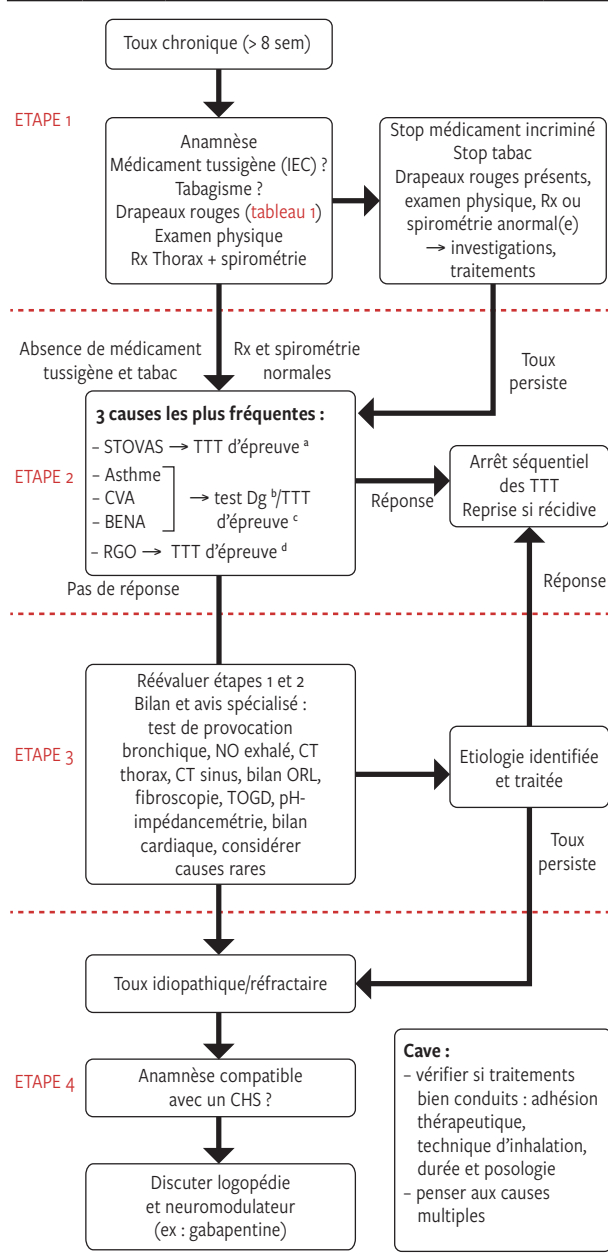 Toux chronique (> 8 sem)
ETAPE 1
Anamnèse
Médicament tussigène (IEC) ?
Tabagisme ?
Drapeaux rouges (tableau 1)
Examen physique
Rx Thorax + spirométrie
Stop médicament incriminé
Stop tabac
Drapeaux rouges présents,
examen physique, Rx ou
spirométrie anormal(e)
→ investigations,
traitements
Absence de médicament
tussigène et tabac
Rx et spirométrie
normales
Toux
persiste
ETAPE 2
3 causes les plus fréquentes :
– STOVAS → TTT d'épreuve a
– Asthme
– CVA
– BENA
→ test Dg b/TTT
d'épreuve c
– RGO → TTT d'épreuve d
Réponse
Arrêt séquentiel
des TTT
Reprise si récidive
Pas de réponse
Réponse
ETAPE 3
Réévaluer étapes 1 et 2
Bilan et avis spécialisé :
test de provocation
bronchique, NO exhalé, CT
thorax, CT sinus, bilan ORL,
fibroscopie, TOGD, pH-
impédancemétrie, bilan
cardiaque, considérer
causes rares
Etiologie identifiée
et traitée
Toux
persiste
Toux idiopathique/réfractaire
ETAPE 4
Anamnèse compatible
avec un CHS ?
Discuter logopédie
et neuromodulateur
(ex : gabapentine)
Cave :
– vérifier si traitements
bien conduits : adhésion
thérapeutique,
technique d'inhalation,
durée et posologie
– penser aux causes
multiples